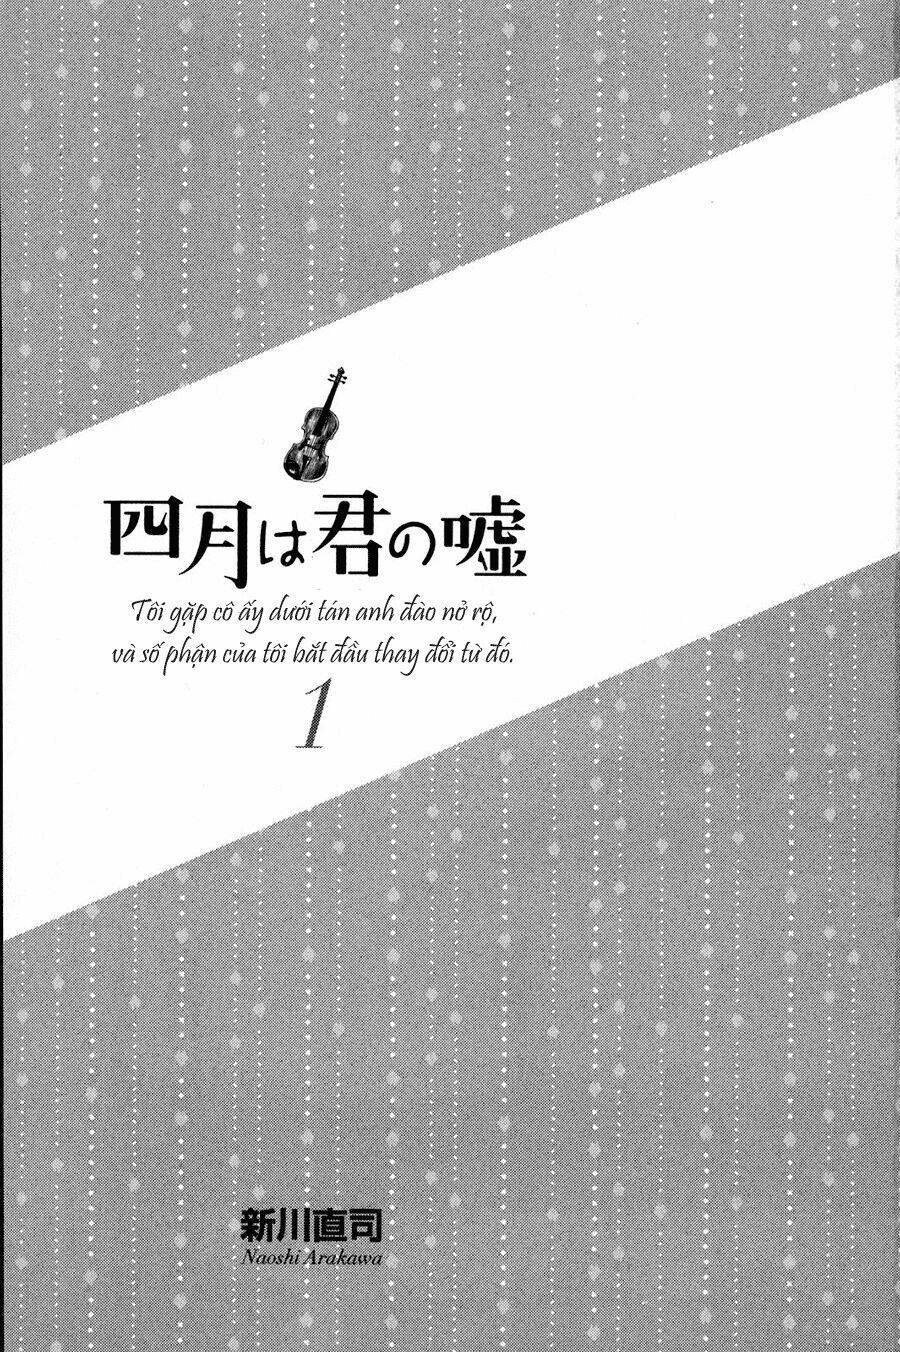 四月は君の嘘
Tôi gặp cô ấy dưới tán anh đào nở rộ,
và số phận của tôi bắt đầu thay đổi từ đó.
1
新川直司
Naoshi Arakawa